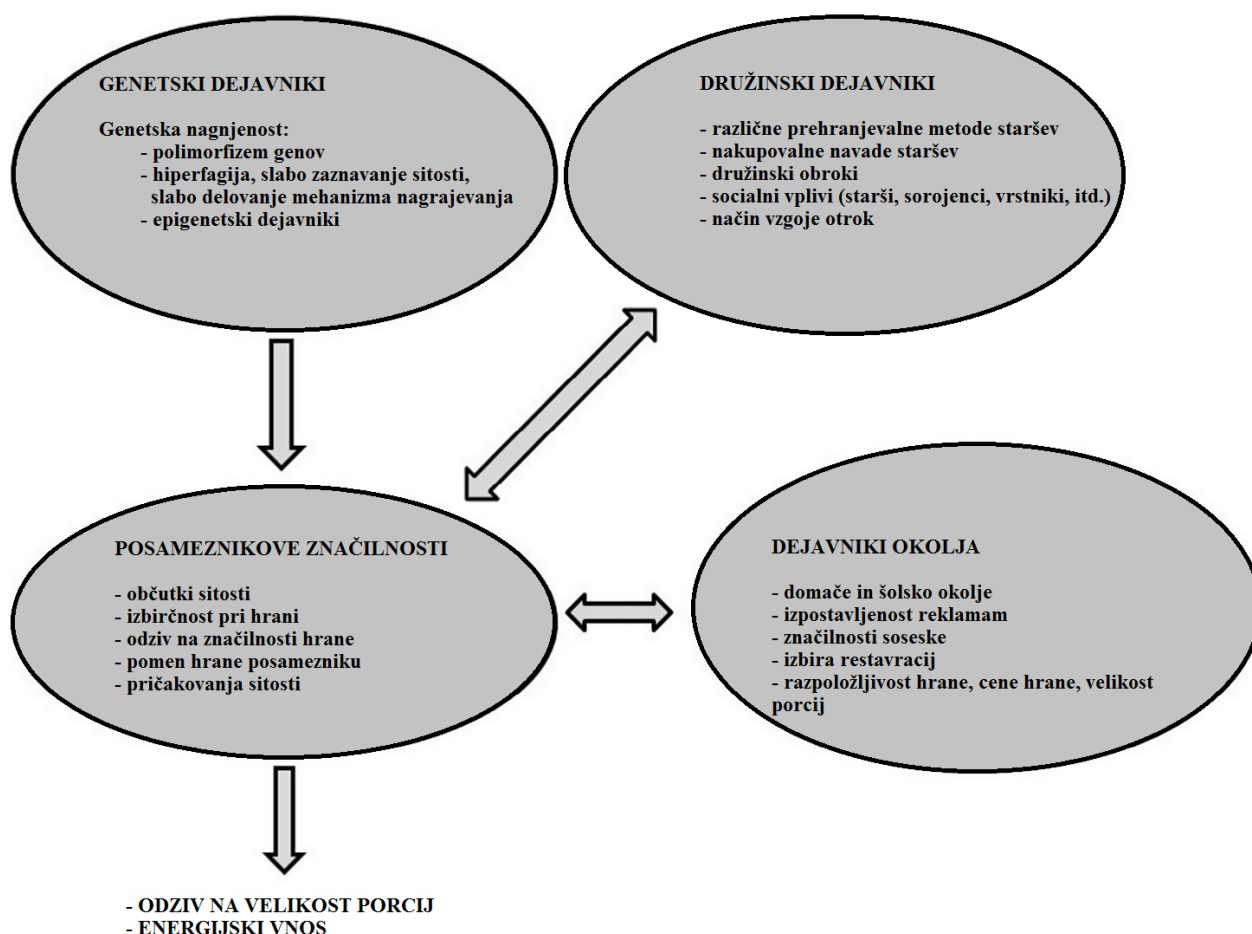 GENETSKI DEJAVNIKI
Genetska nagnjenost:
- polimorfizem genov
- hiperfagija, slabo zaznavanje sitosti,
slabo delovanje mehanizma nagrajevanja
- epigenetski dejavniki
DRUŽINSKI DEJAVNIKI
- različne prehranjevalne metode staršev
- nakupovalne navade staršev
- družinski obroki
- socialni vplivi (starši, sorojenci, vrstniki, itd.)
- način vzgoje otrok
POSAMEZNIKOVE ZNAČILNOSTI
- občutki sitosti
- izbirčnost pri hrani
- odziv na značilnosti hrane
- pomen hrane posamezniku
- pričakovanja sitosti
DEJAVNIKI OKOLJA
- domače in šolsko okolje
- izpostavljenost reklamam
- značilnosti soseske
- izbira restavracij
- razpoložljivost hrane, cene hrane, velikost
porcij
- ODZIV NA VELIKOST PORCIJ
- ENERGIJSKI VNOS